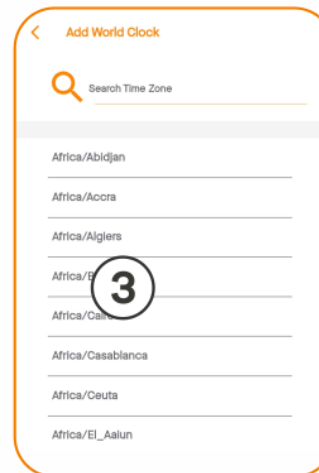 Add World Clock
Search Time Zone
Africa/Abidjan
Africa/Accra
Africa/Algiers
3
Africa/Casablanca
Africa/Ceuta
Africa/El_Aaiun